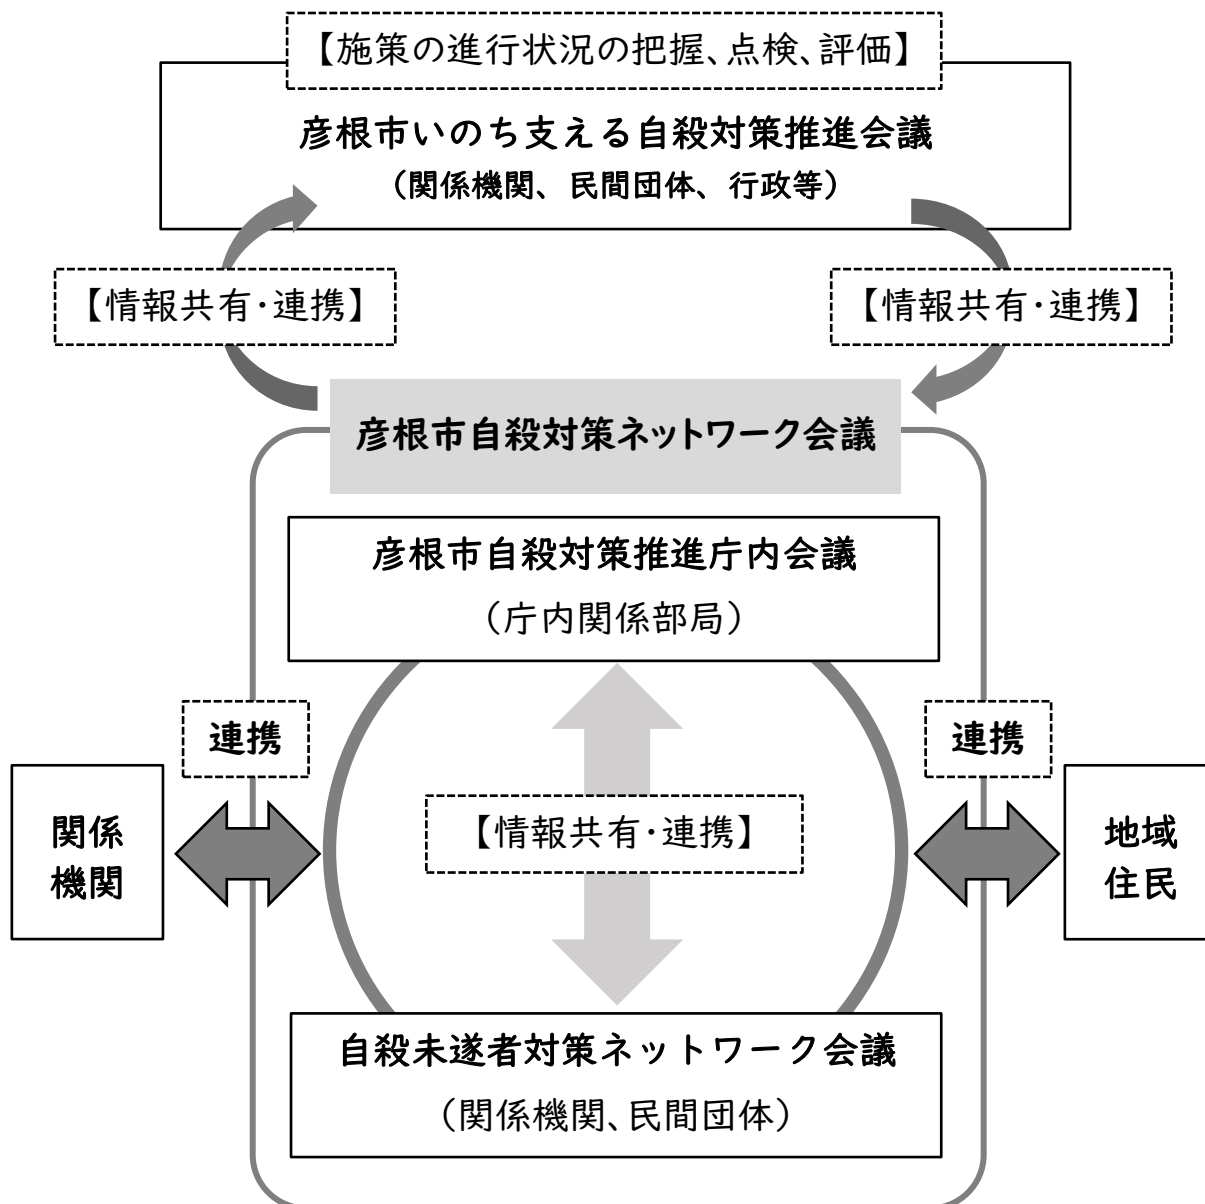 【施策の進行状況の把握、点検、評価】
彦根市いのち支える自殺対策推進会議
（関係機関、民間団体、行政等）
【情報共有・連携】
【情報共有・連携】
彦根市自殺対策ネットワーク会議
彦根市自殺対策推進庁内会議
（庁内関係部局）
連携
連携
関係
機関
【情報共有・連携】
地域
住民
自殺未遂者対策ネットワーク会議
（関係機関、民間団体）